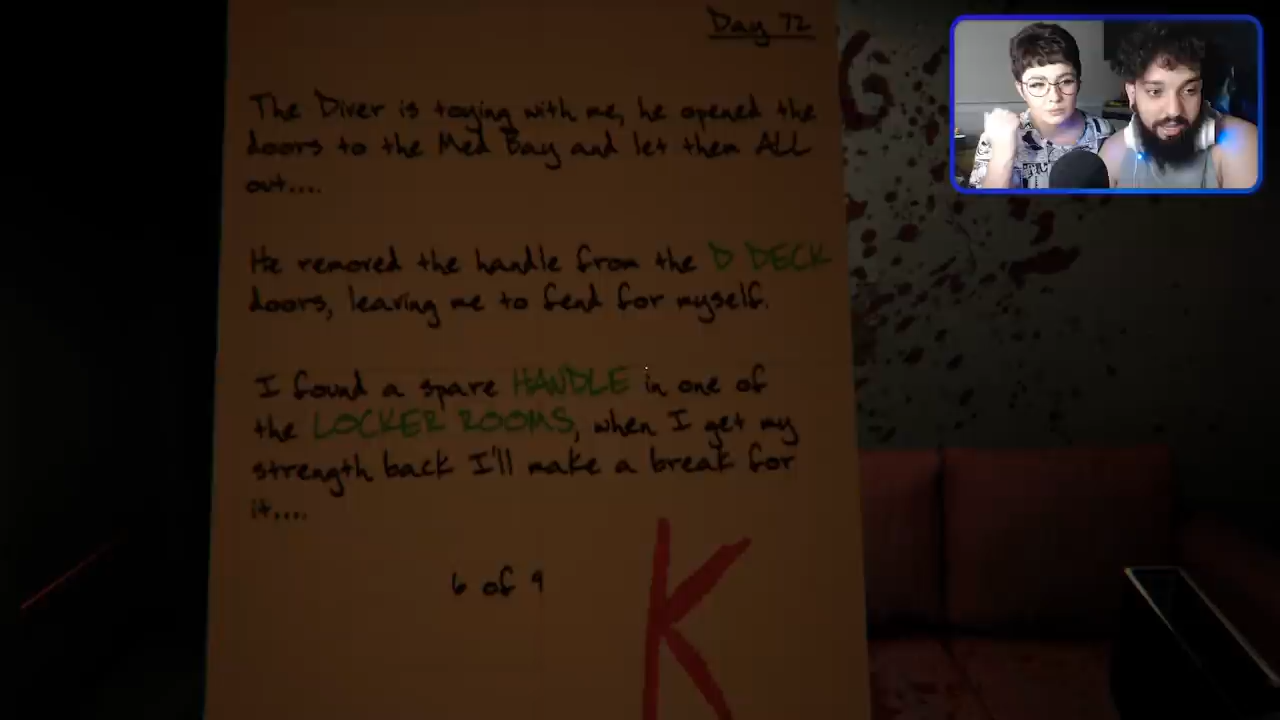 Day 72
The Diver is toying with me, he opened the
doors to the Med Bay and let them ALL
out....
He removed the handle from the D DECK
doors, leaving me to fend for myself.
I found a spare HANDLE in one of
the LOCKER ROOMS, when I get my
strength back I'll make a break for
it....
6 of 9
K